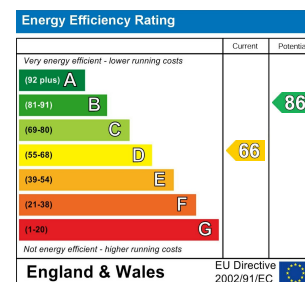 Energy Efficiency Rating
Current Potentia
Very energy efficient - lower running costs
(92 plus) A
(81-91) B
86
(69-80) C
(55-68) D
66
(39-54) E
(21-38) F
(1-20) G
Not energy efficient - higher running costs
England & Wales
EU Directive
2002/91/EC